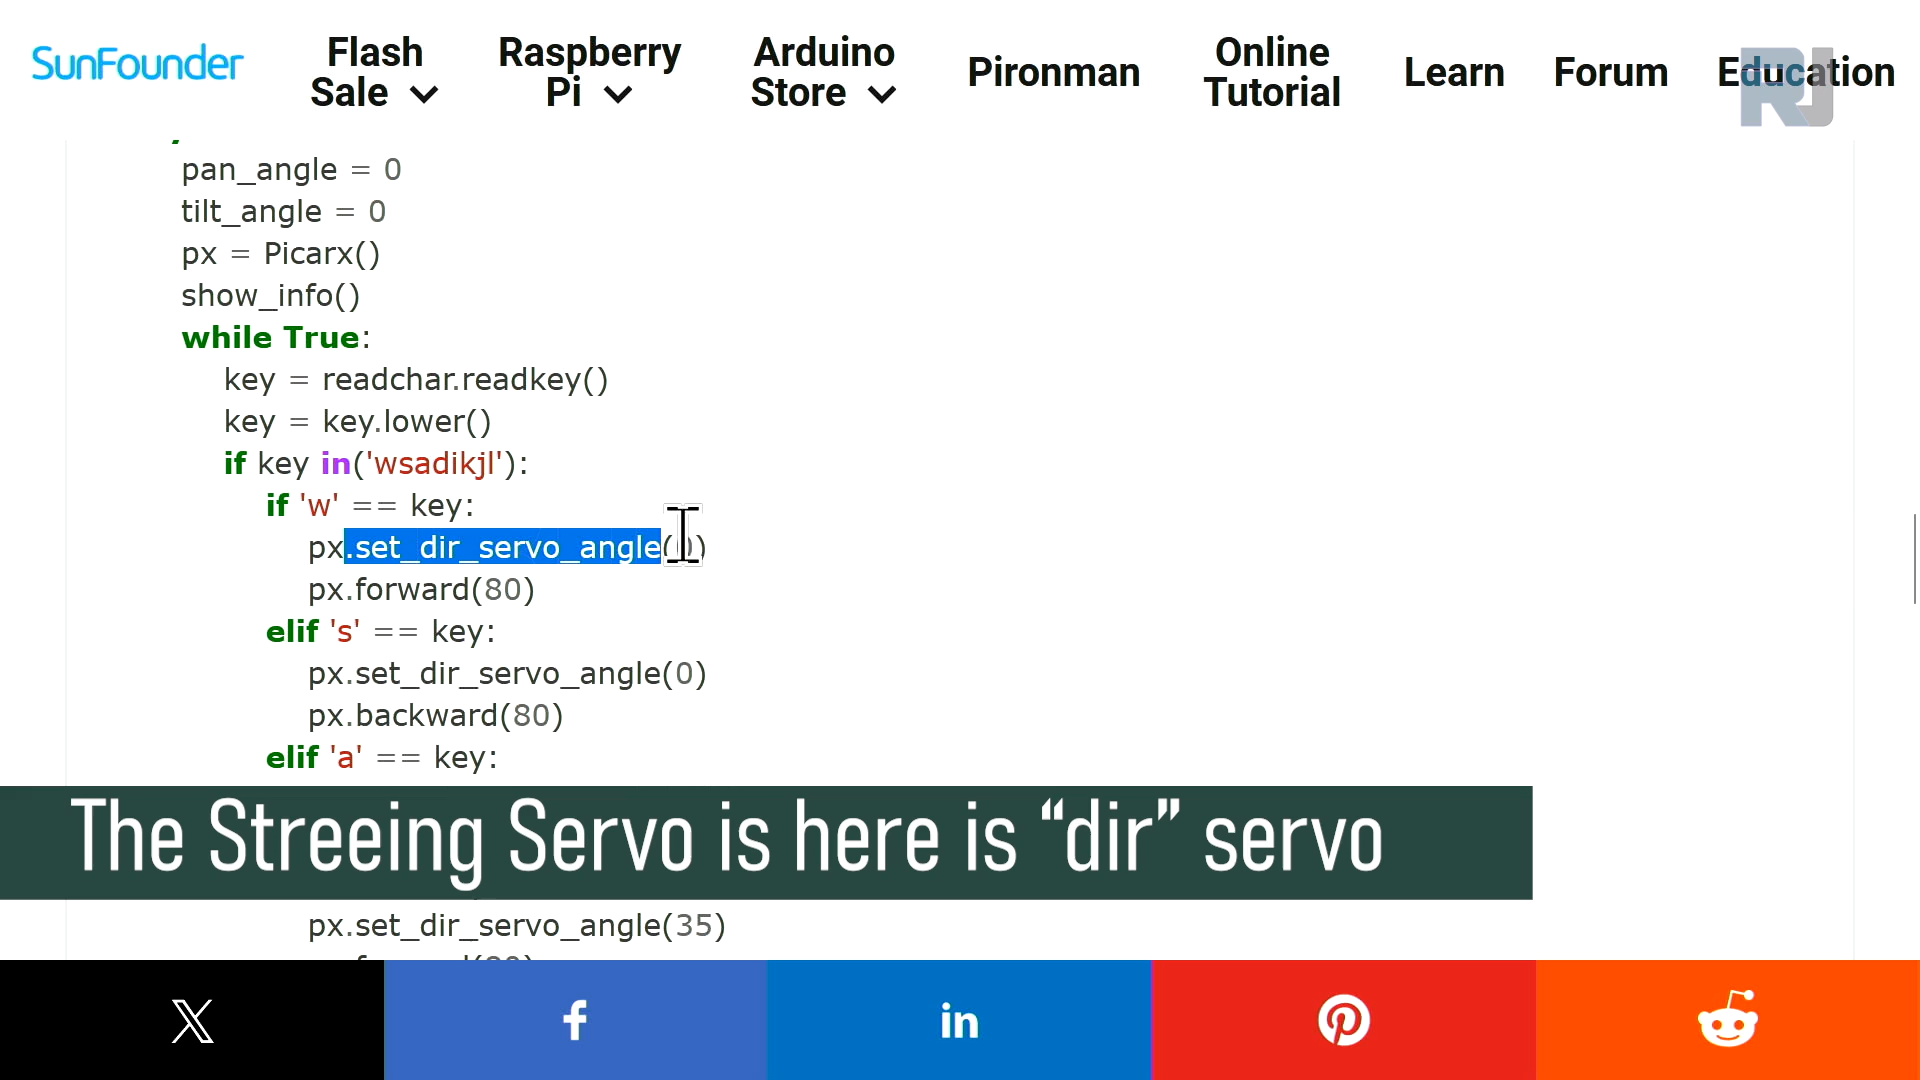 SunFounder
Flash Sale
Raspberry Pi
Arduino Store
Pironman
Online Tutorial
Learn
Forum
Education
RJ
pan_angle = 0
tilt_angle = 0
px = Picarx()
show_info()
while True:
key = readchar.readkey()
key = key.lower()
if key in('wsadikjl'):
if 'w' == key:
px.set_dir_servo_angle(0)
px.forward(80)
elif 's' == key:
px.set_dir_servo_angle(0)
px.backward(80)
elif 'a' == key:
The Streeing Servo is here is “dir” servo
px.set_dir_servo_angle(35)
f
in